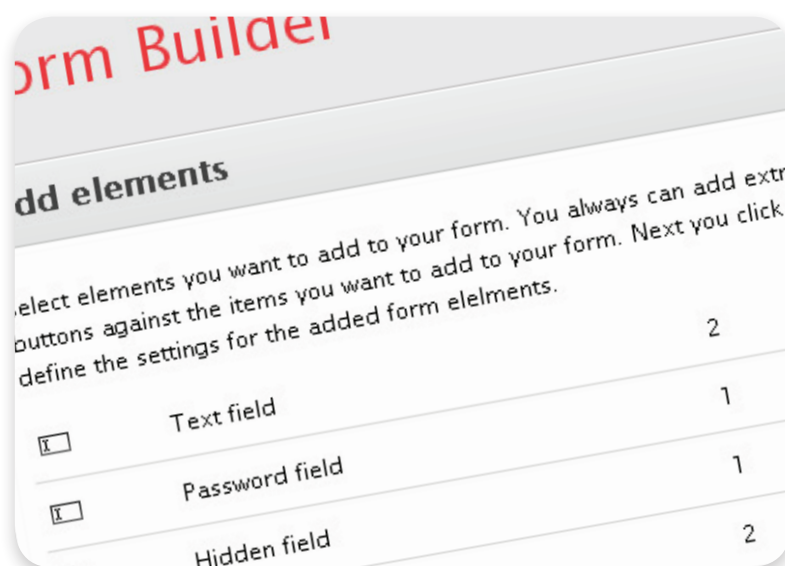 orm Builder
dd elements
elect elements you want to add to your form. You always can add extr
buttons against the items you want to add to your form. Next you click
define the settings for the added form elelments.
Text field 2
Password field 1
Hidden field 1
2